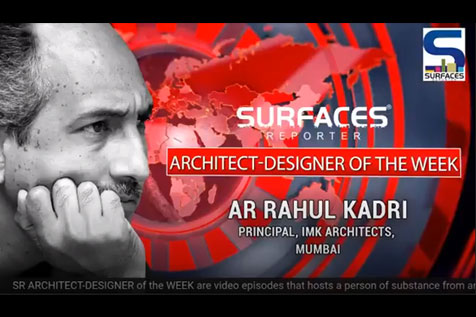 S
SURFACES
SURFACES®
REPORTER
ARCHITECT-DESIGNER OF THE WEEK
AR RAHUL KADRI
PRINCIPAL, IMK ARCHITECTS,
MUMBAI
SR ARCHITECT-DESIGNER of the WEEK are video episodes that hosts a person of substance from